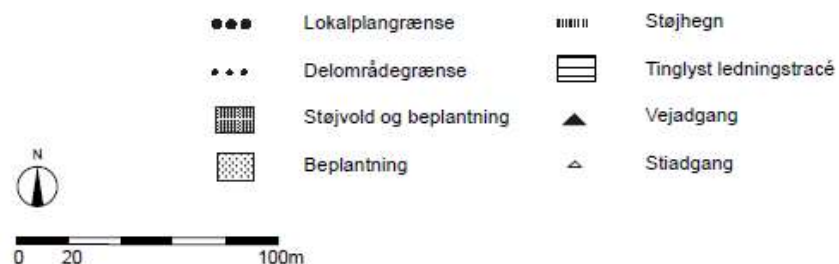 Lokalplangrænse
Delområdegrænse
Støjvold og beplantning
Beplantning
Støjhegn
Tinglyst ledningstracé
Vejadgang
Stiadgang
N
0 20 100m